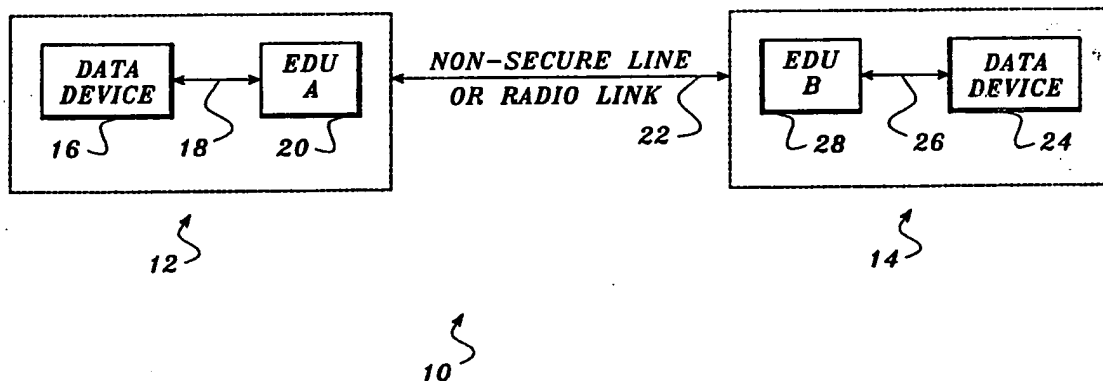 DATA
DEVICE
16
18
EDU
A
20
NON-SECURE LINE
OR RADIO LINK
22
EDU
B
28
26
DATA
DEVICE
24
12
14
10